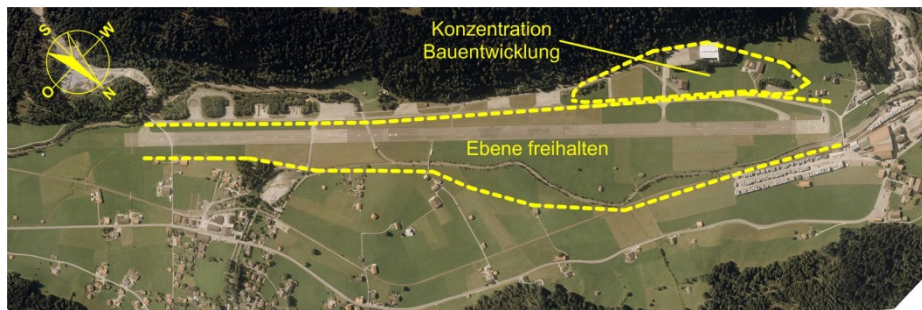 Konzentration
Bauentwicklung
S
W
O
N
Ebene freihalten